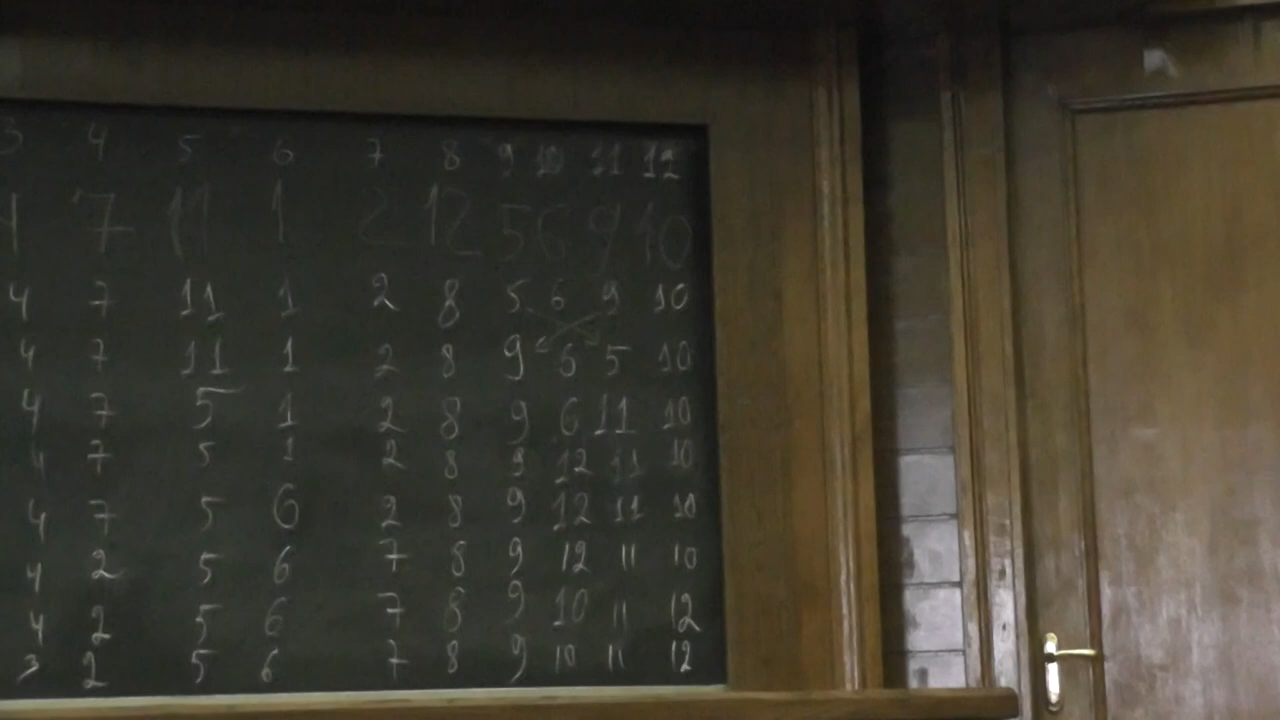 3 4 5 6 7 8 9 10 11 12
4 7 11 1 2 12 5 6 9 10
4 7 11 1 2 8 5 6 9 10
4 7 11 1 2 8 9 6 5 10
4 7 5 1 2 8 9 6 11 10
4 7 5 1 2 8 9 12 11 10
4 7 5 6 2 8 9 12 11 10
4 2 5 6 7 8 9 12 11 10
4 2 5 6 7 8 9 10 11 12
3 2 5 6 7 8 9 10 11 12